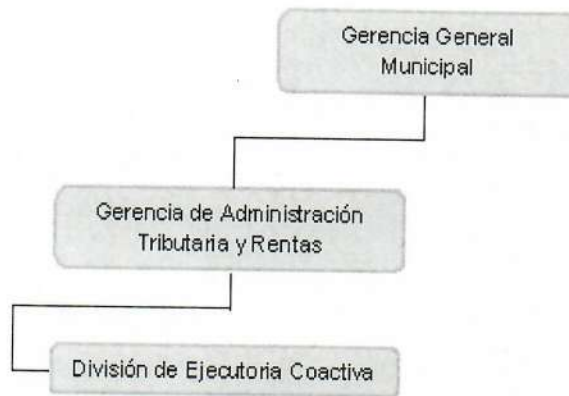 Gerencia General
Municipal
Gerencia de Administración
Tributaria y Rentas
División de Ejecutoria Coactiva